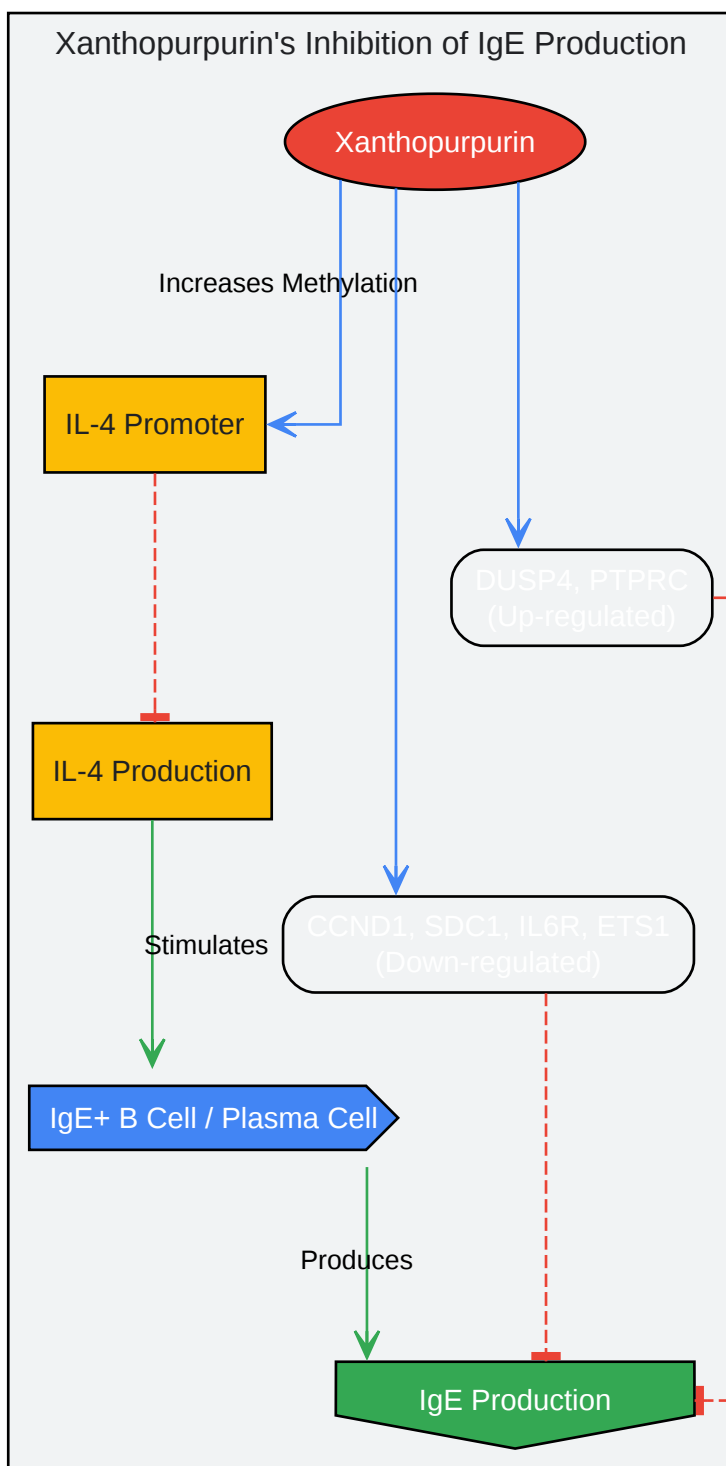 Xanthopurpurin's Inhibition of IgE Production
Xanthopurpurin
Increases Methylation
IL-4 Promoter
DUSP4, PTPRC
(Up-regulated)
IL-4 Production
CCND1, SDC1, IL6R, ETS1
(Down-regulated)
Stimulates
IgE+ B Cell / Plasma Cell
Produces
IgE Production